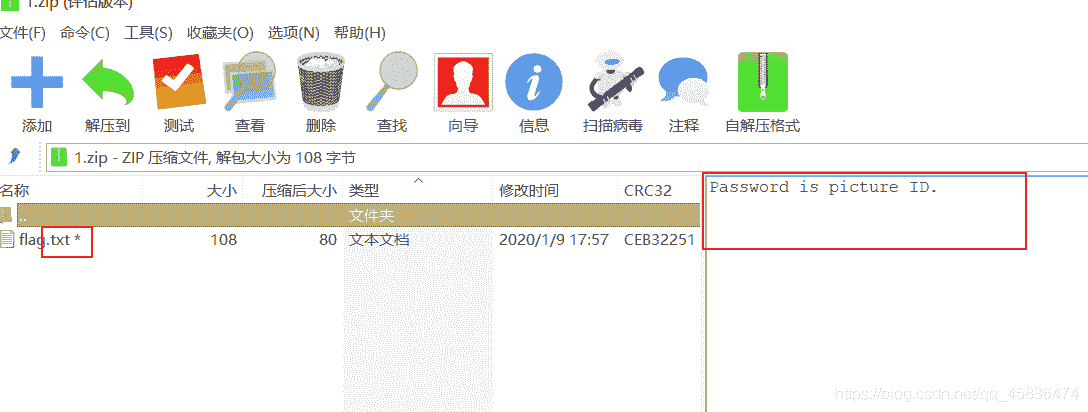 1.zip (评估版本)
文件(F) 命令(C) 工具(S) 收藏夹(O) 选项(N) 帮助(H)
添加 解压到 测试 查看 删除 查找 向导 信息 扫描病毒 注释 自解压格式
1.zip - ZIP 压缩文件, 解包大小为 108 字节
名称 大小 压缩后大小 类型 修改时间 CRC32
Password is picture ID.
.. 文件夹
flag.txt * 108 80 文本文档 2020/1/9 17:57 CEB32251
https://blog.csdn.net/qq_45836474